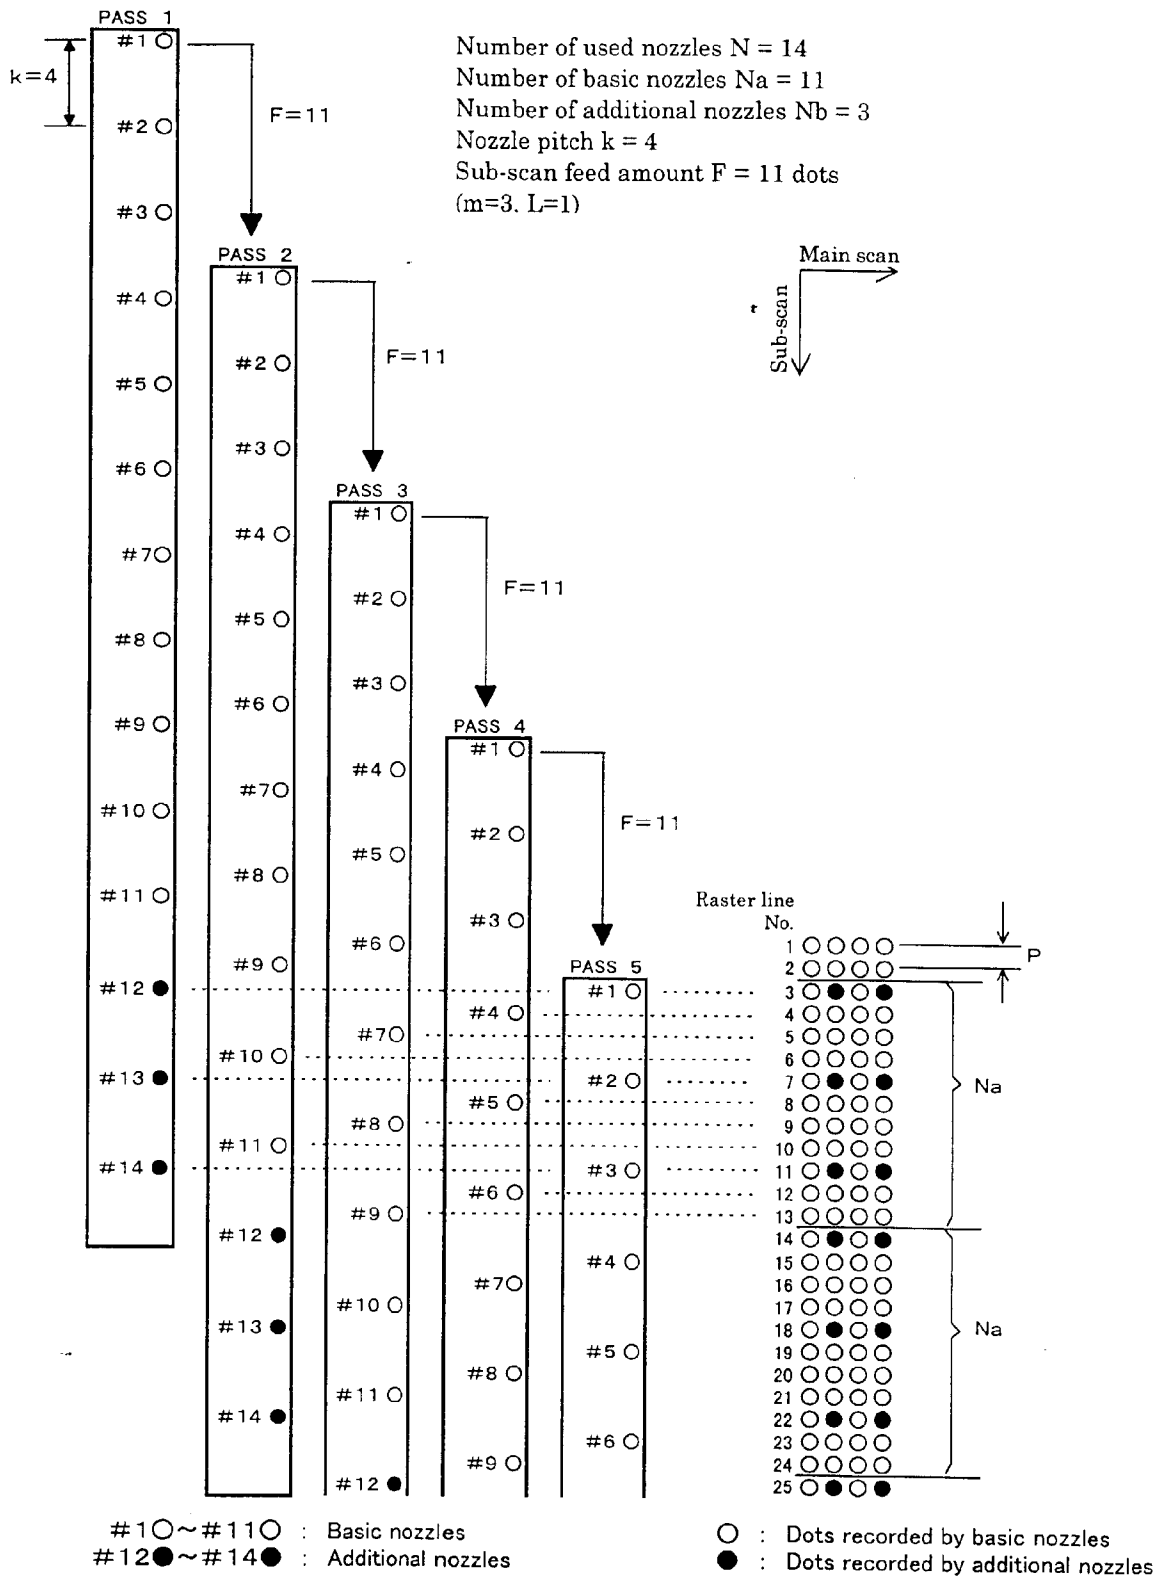 PASS 1
#1
k=4
#2
#3
#4
#5
#6
#7
#8
#9
#10
#11
#12
#13
#14
F=11
Number of used nozzles N = 14
Number of basic nozzles Na = 11
Number of additional nozzles Nb = 3
Nozzle pitch k = 4
Sub-scan feed amount F = 11 dots
(m=3. L=1)
Main scan
Sub-scan
PASS 2
#1
#2
#3
#4
#5
#6
#7
#8
#9
#10
#11
#12
#13
#14
F=11
PASS 3
#1
#2
#3
#4
#5
#6
#7
#8
#9
#10
#11
#12
F=11
PASS 4
#1
#2
#3
#4
#5
#6
#7
#8
#9
F=11
PASS 5
#1
#2
#3
#4
#5
#6
Raster line
No.
1
2
3
4
5
6
7
8
9
10
11
12
13
14
15
16
17
18
19
20
21
22
23
24
25
P
Na
Na
#1○~#11○ : Basic nozzles
#12●~#14● : Additional nozzles
○ : Dots recorded by basic nozzles
● : Dots recorded by additional nozzles